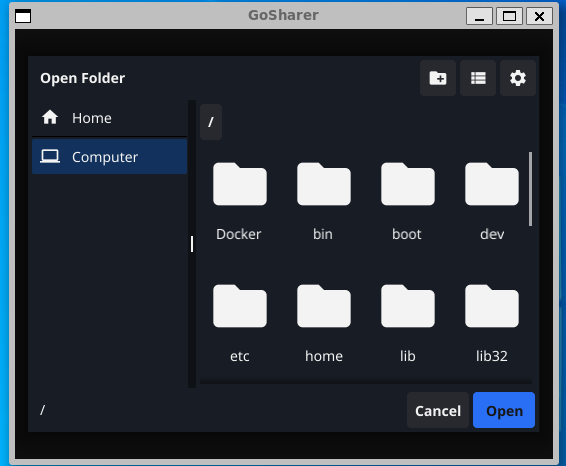 GoSharer
Open Folder
Home
Computer
/
Docker bin boot dev
etc home lib lib32
/
Cancel Open